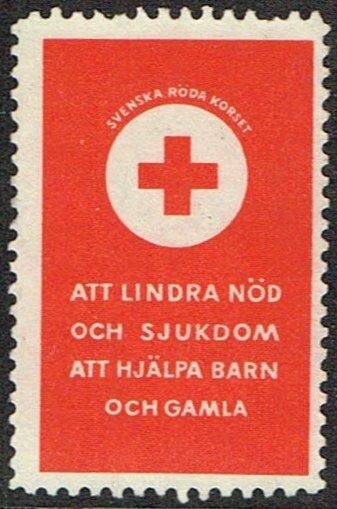 SVENSKA RÖDA KORSET
ATT LINDRA NÖD
OCH SJUKDOM
ATT HJÄLPA BARN
OCH GAMLA